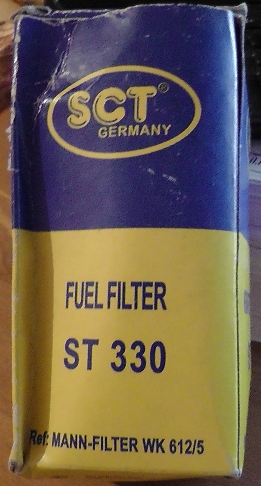 SCT®
GERMANY
FUEL FILTER
ST 330
Ref: MANN-FILTER WK 612/5